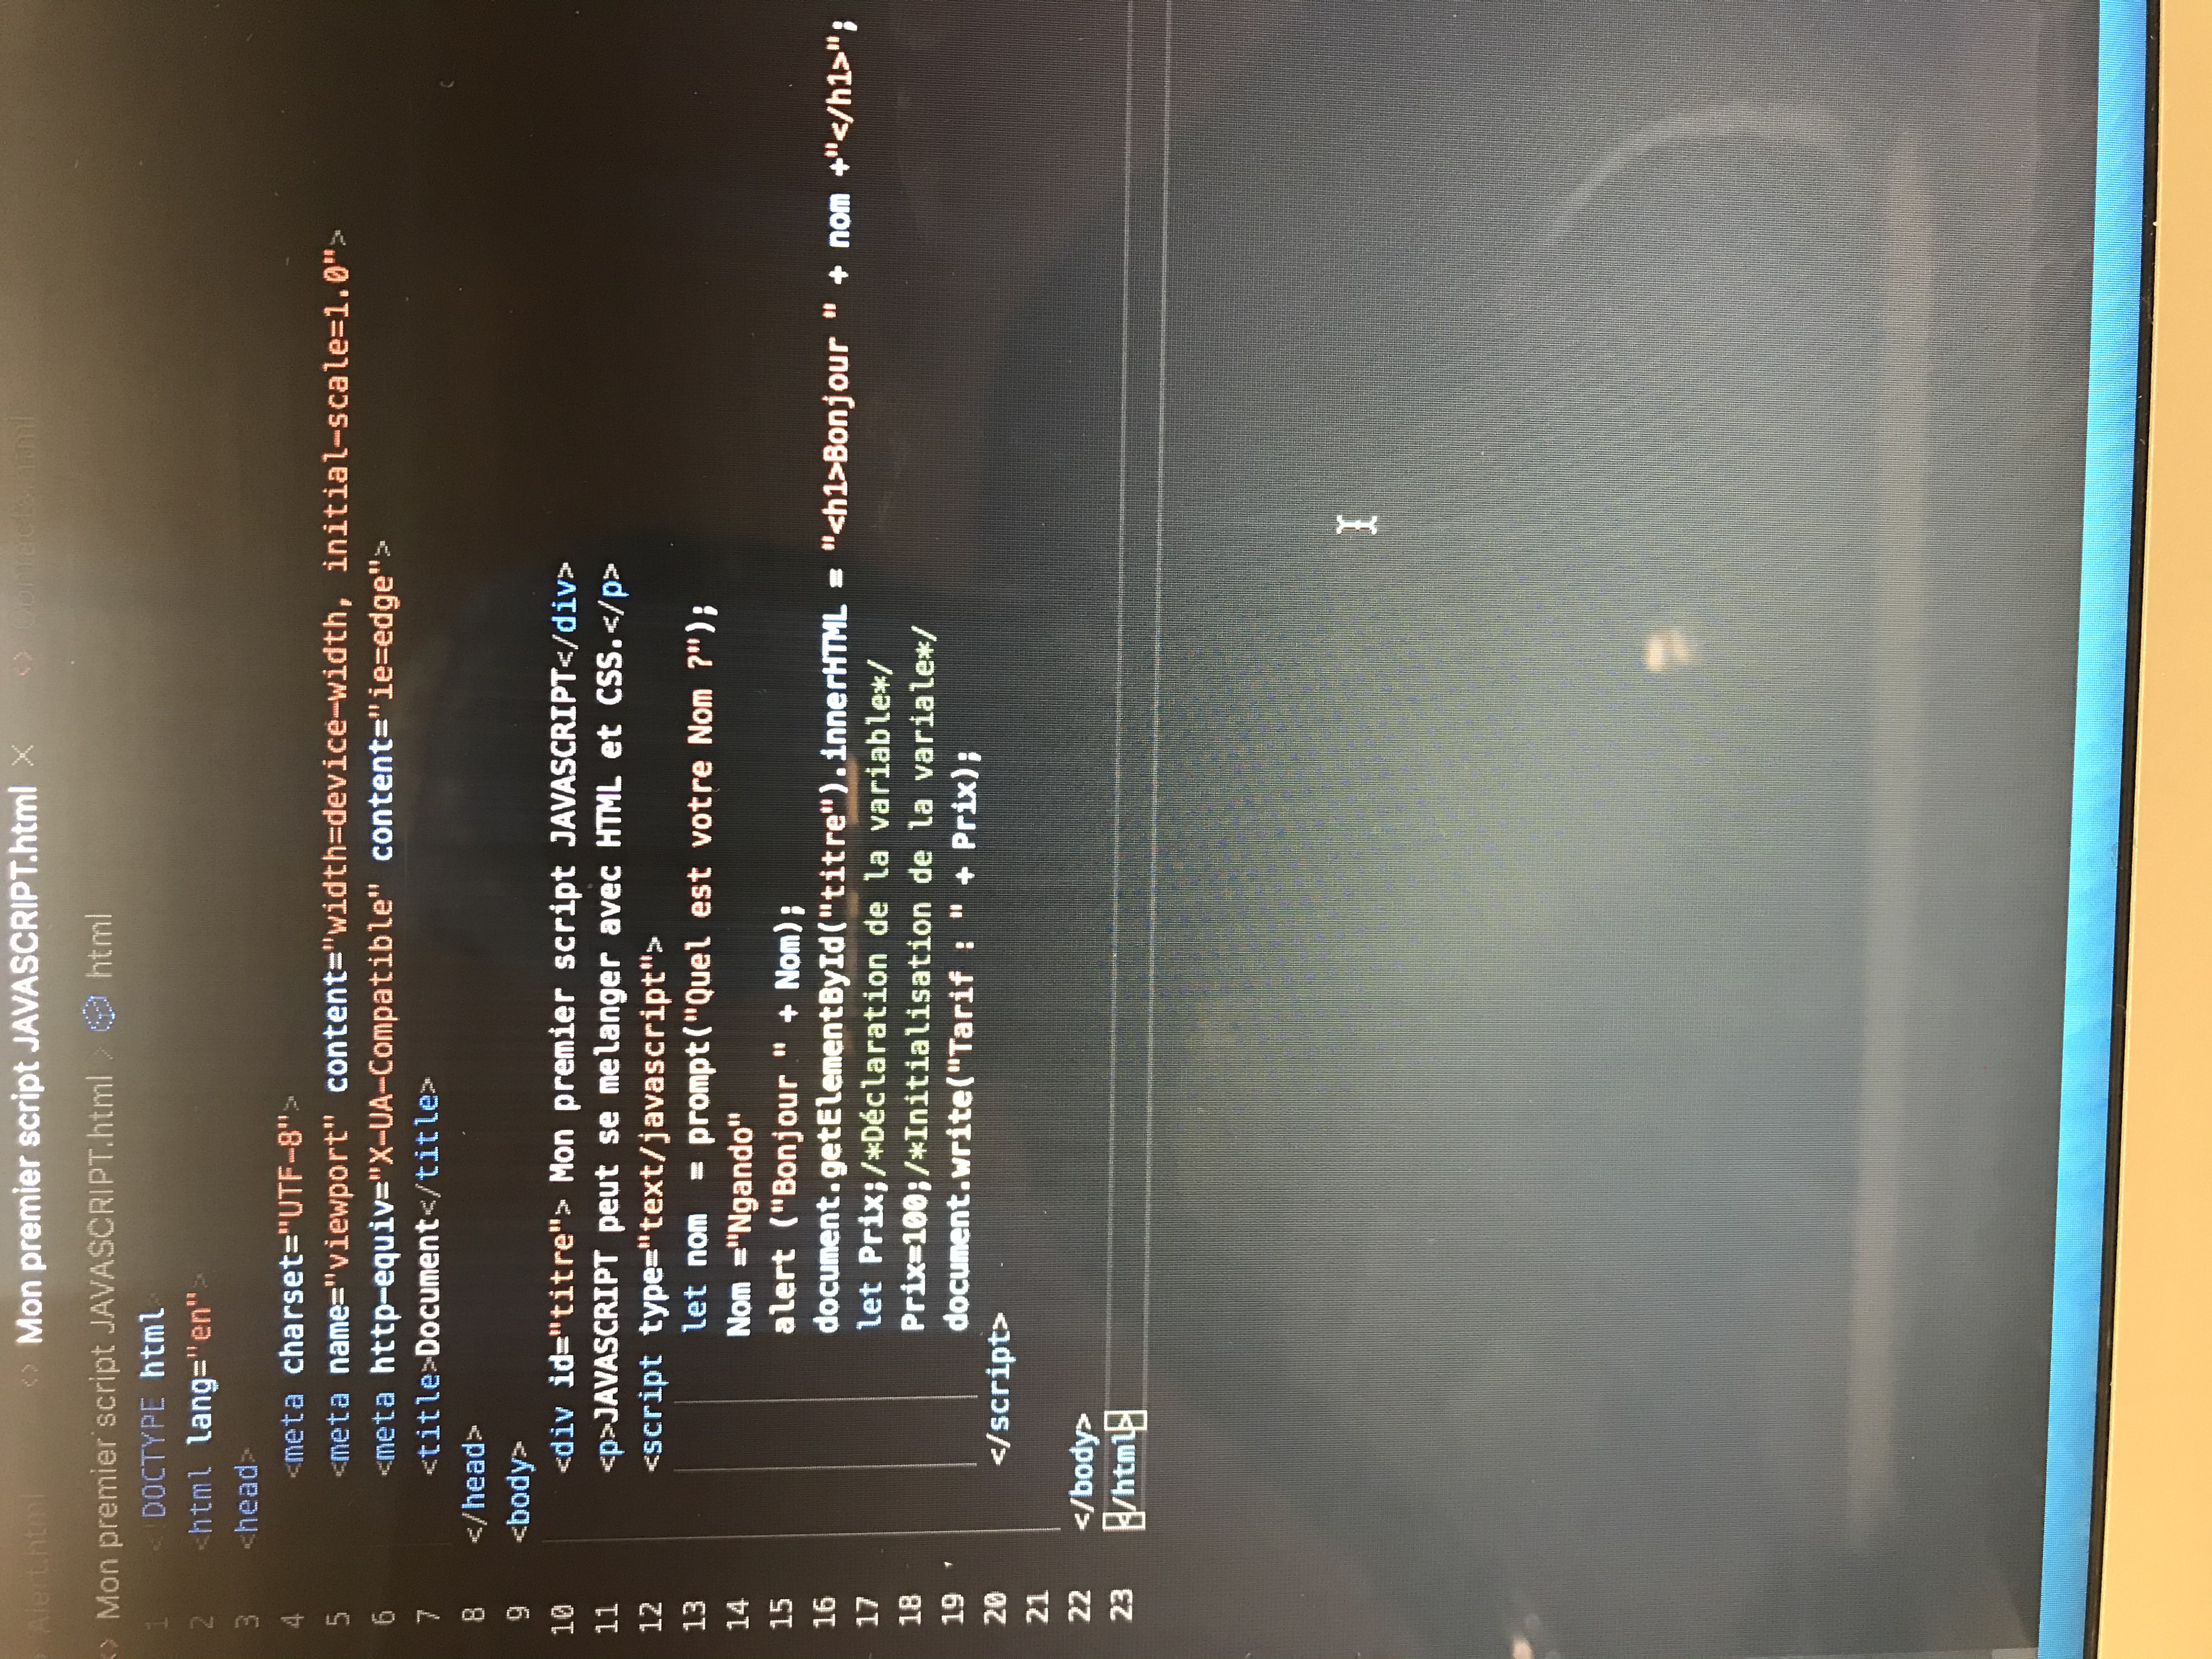 Alert.html Mon premier script JAVASCRIPT.html Contacts.html
Mon premier script JAVASCRIPT.html > html
1 <!DOCTYPE html>
2 <html lang="en">
3 <head>
4 <meta charset="UTF-8">
5 <meta name="viewport" content="width=device-width, initial-scale=1.0">
6 <meta http-equiv="X-UA-Compatible" content="ie=edge">
7 <title>Document</title>
8 </head>
9 <body>
10 <div id="titre"> Mon premier script JAVASCRIPT</div>
11 <p>JAVASCRIPT peut se melanger avec HTML et CSS.</p>
12 <script type="text/javascript">
13 let nom  = prompt("Quel est votre Nom ?");
14 Nom ="Ngando"
15 alert ("Bonjour " + Nom);
16 document.getElementById("titre").innerHTML = "<h1>Bonjour " + nom +"</h1>";
17 let Prix;/*Déclaration de la variable*/
18 Prix=100;/*Initialisation de la variale*/
19 document.write("Tarif : " + Prix);
20 </script>
21
22 </body>
23 </html>